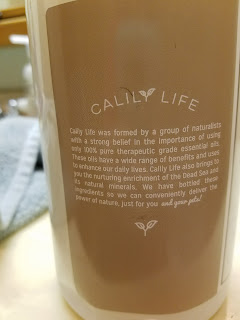 CALILY LIFE
Calily Life was formed by a group of naturalists
with a strong belief in the importance of using
only 100% pure therapeutic grade essential oils.
These oils have a wide range of benefits and uses
to enhance our daily lives. Calily Life also brings to
you the nurturing enrichment of the Dead Sea and
its natural minerals. We have bottled these
ingredients so we can conveniently deliver the
power of nature, just for you and your pets!